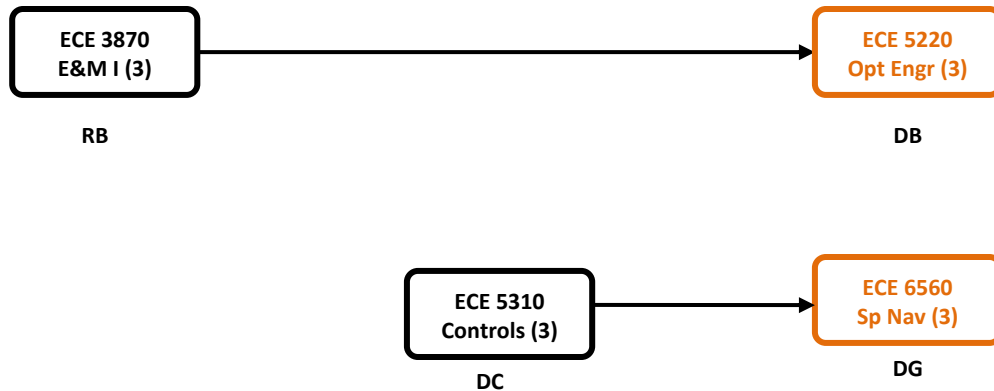 ECE 3870
E&M I (3)
ECE 5220
Opt Engr (3)
RB
DB
ECE 5310
Controls (3)
ECE 6560
Sp Nav (3)
DC
DG